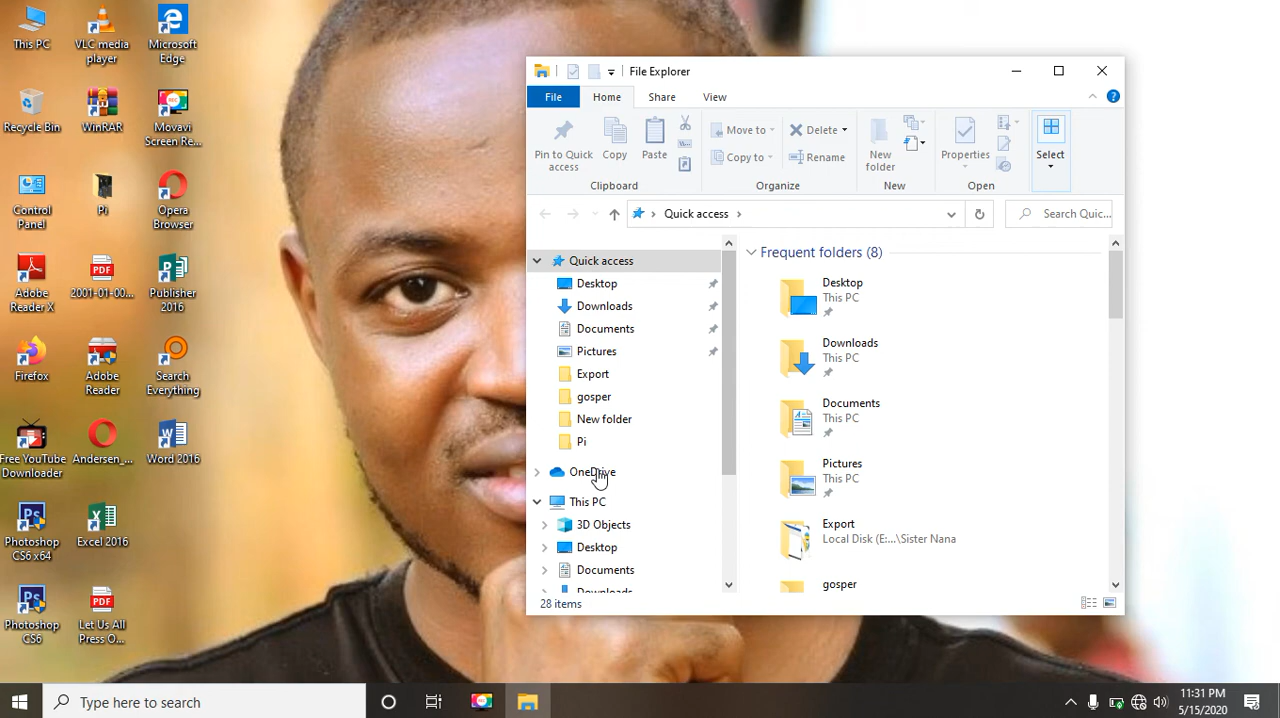 This PC
VLC media
player
Microsoft
Edge
Recycle Bin
WinRAR
Movavi
Screen Re...
Control
Panel
Pi
Opera
Browser
Adobe
Reader X
2001-01-00...
Publisher
2016
Firefox
Adobe
Reader
Search
Everything
Free YouTube
Downloader
Andersen_...
Word 2016
Photoshop
CS6 x64
Excel 2016
Photoshop
CS6
Let Us All
Press O...
File Explorer
File Home Share View
Pin to Quick
access
Copy
Paste
Move to
Copy to
Delete
Rename
New
folder
Properties
Select
Clipboard Organize New Open
Quick access
Search Quic...
Quick access
Desktop
Downloads
Documents
Pictures
Export
gosper
New folder
Pi
OneDrive
This PC
3D Objects
Desktop
Documents
Downloads
Frequent folders (8)
Desktop
This PC
Downloads
This PC
Documents
This PC
Pictures
This PC
Export
Local Disk (E:...\Sister Nana
gosper
28 items
Type here to search
11:31 PM
5/15/2020